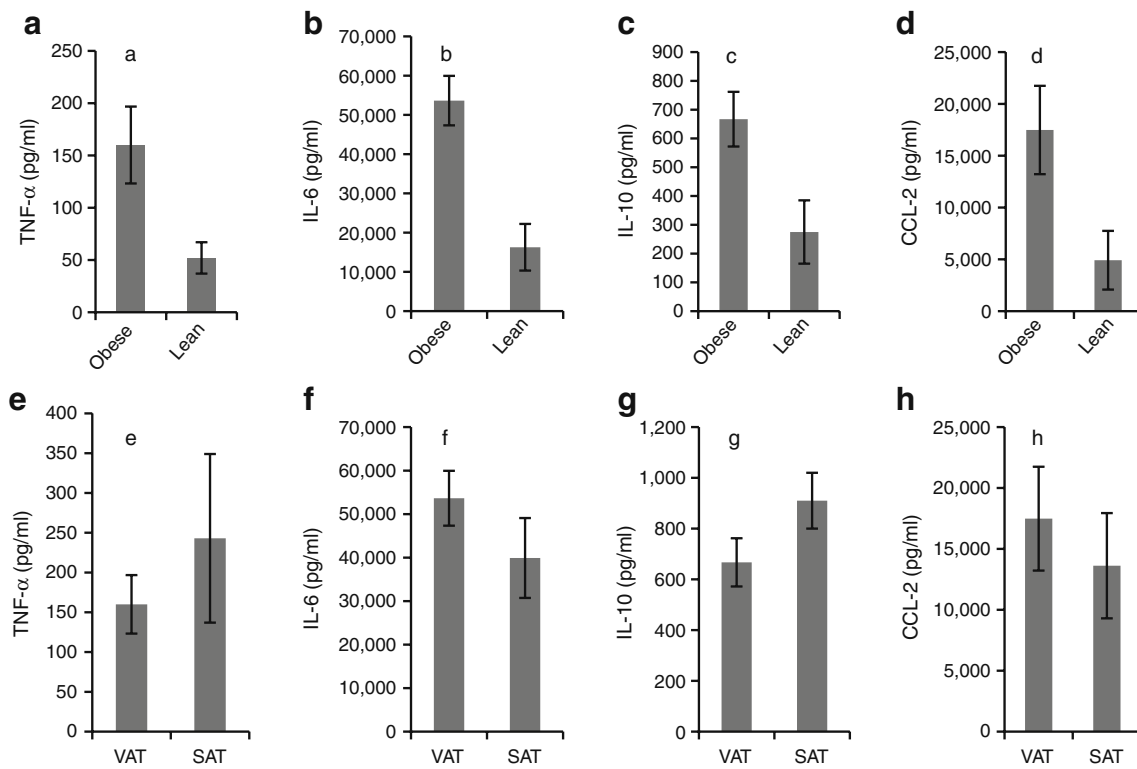 a
TNF-α (pg/ml)
250
200
150
100
50
0
a
Obese
Lean
b
IL-6 (pg/ml)
70,000
60,000
50,000
40,000
30,000
20,000
10,000
0
b
Obese
Lean
c
IL-10 (pg/ml)
900
800
700
600
500
400
300
200
100
0
c
Obese
Lean
d
CCL-2 (pg/ml)
25,000
20,000
15,000
10,000
5,000
0
d
Obese
Lean
e
TNF-α (pg/ml)
400
350
300
250
200
150
100
50
0
e
VAT SAT
f
IL-6 (pg/ml)
70,000
60,000
50,000
40,000
30,000
20,000
10,000
0
f
VAT SAT
g
IL-10 (pg/ml)
1,200
1,000
800
600
400
200
0
g
VAT SAT
h
CCL-2 (pg/ml)
25,000
20,000
15,000
10,000
5,000
0
h
VAT SAT